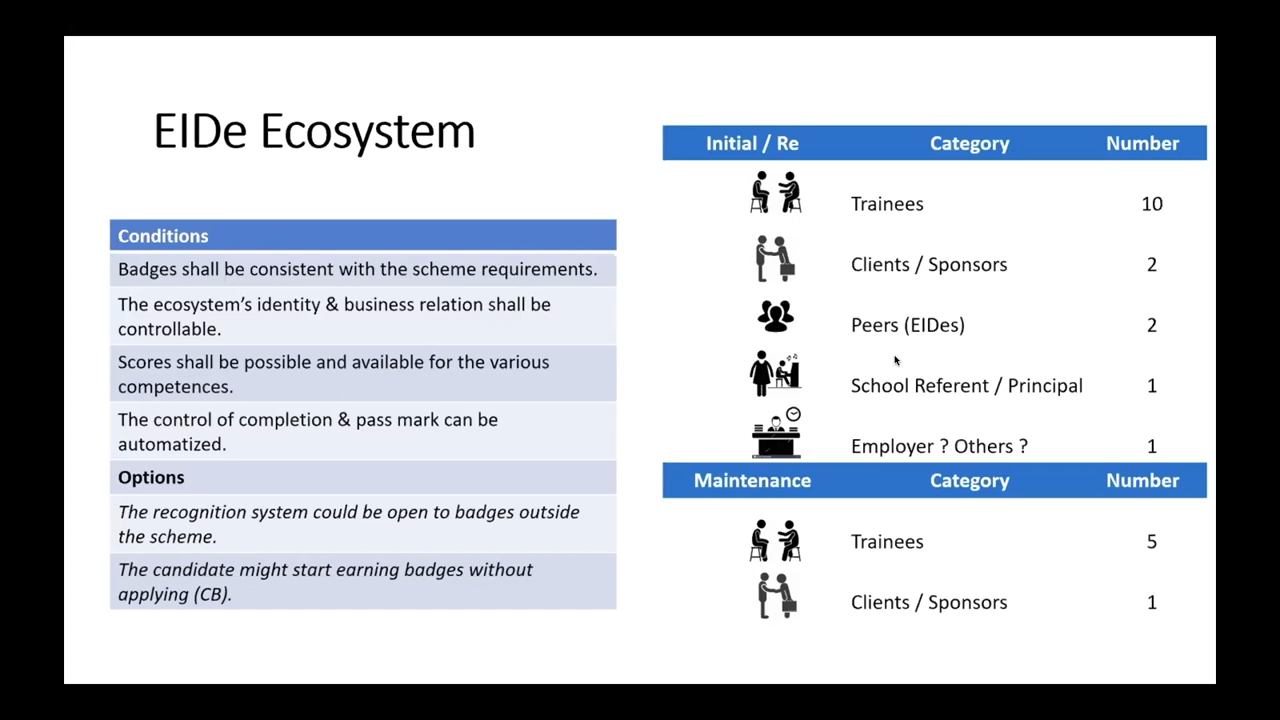 EIDe Ecosystem
Conditions
Badges shall be consistent with the scheme requirements.
The ecosystem’s identity & business relation shall be
controllable.
Scores shall be possible and available for the various
competences.
The control of completion & pass mark can be
automatized.
Options
The recognition system could be open to badges outside
the scheme.
The candidate might start earning badges without
applying (CB).
Initial / Re Category Number
Trainees 10
Clients / Sponsors 2
Peers (EIDes) 2
School Referent / Principal 1
Employer ? Others ? 1
Maintenance Category Number
Trainees 5
Clients / Sponsors 1